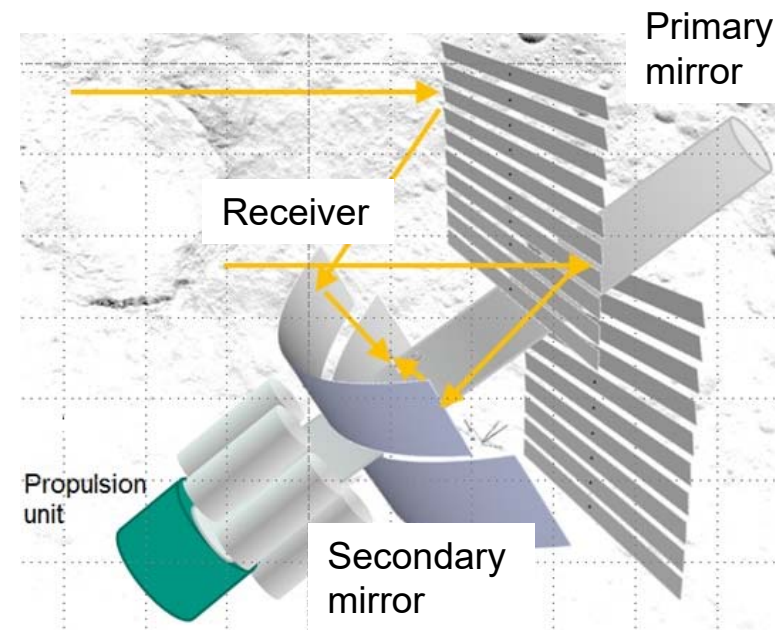 Primary
mirror
Receiver
Propulsion
unit
Secondary
mirror